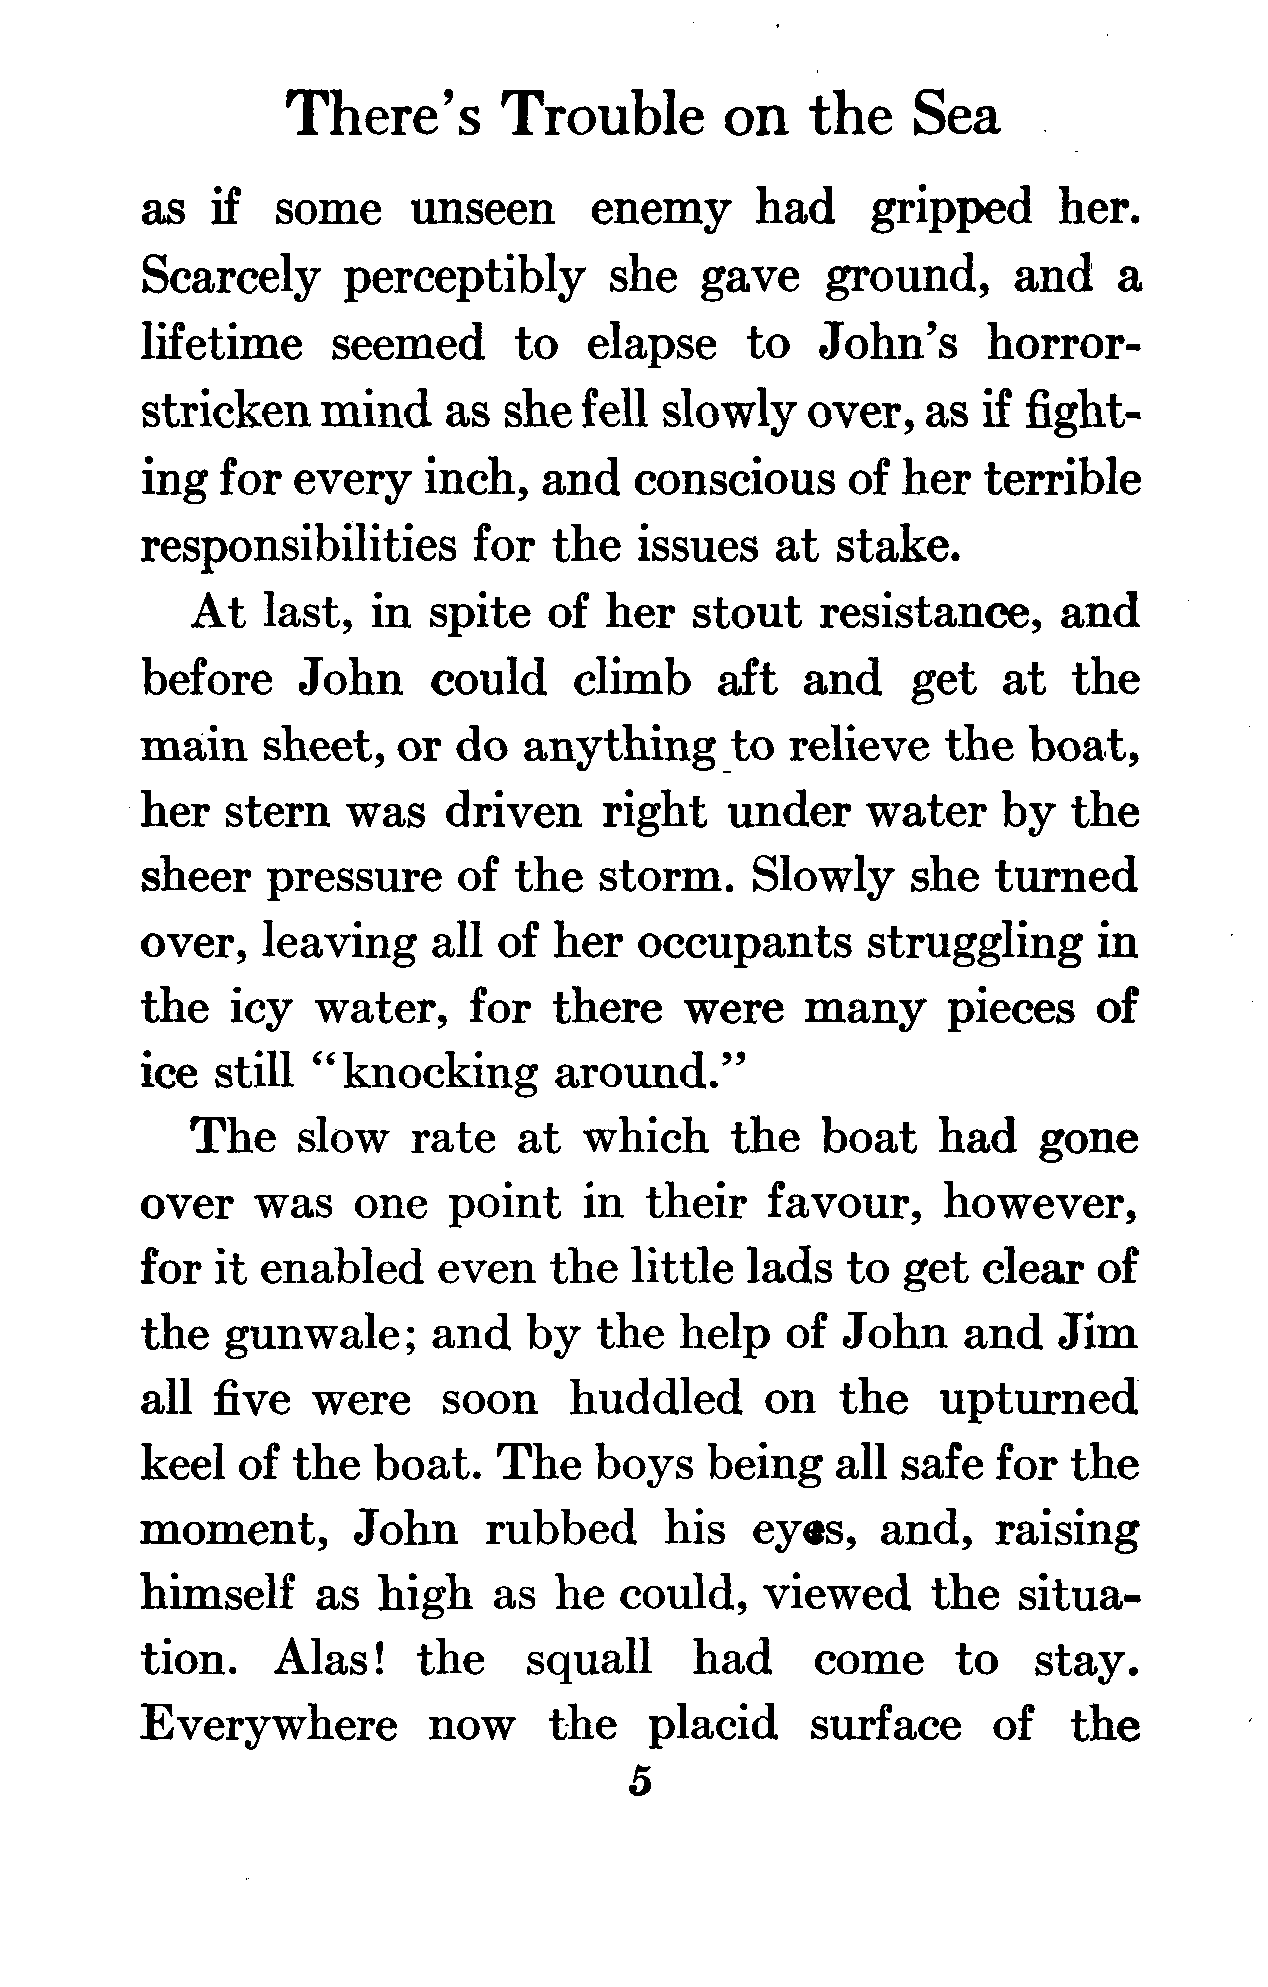 There's Trouble on the Sea
as if some unseen enemy had gripped her.
Scarcely perceptibly she gave ground, and a
lifetime seemed to elapse to John's horror-
stricken mind as she fell slowly over, as if fight-
ing for every inch, and conscious of her terrible
responsibilities for the issues at stake.
At last, in spite of her stout resistance, and
before John could climb aft and get at the
main sheet, or do anything to relieve the boat,
her stern was driven right under water by the
sheer pressure of the storm. Slowly she turned
over, leaving all of her occupants struggling in
the icy water, for there were many pieces of
ice still “knocking around.”
The slow rate at which the boat had gone
over was one point in their favour, however,
for it enabled even the little lads to get clear of
the gunwale; and by the help of John and Jim
all five were soon huddled on the upturned
keel of the boat. The boys being all safe for the
moment, John rubbed his eyes, and, raising
himself as high as he could, viewed the situa-
tion. Alas! the squall had come to stay.
Everywhere now the placid surface of the
5